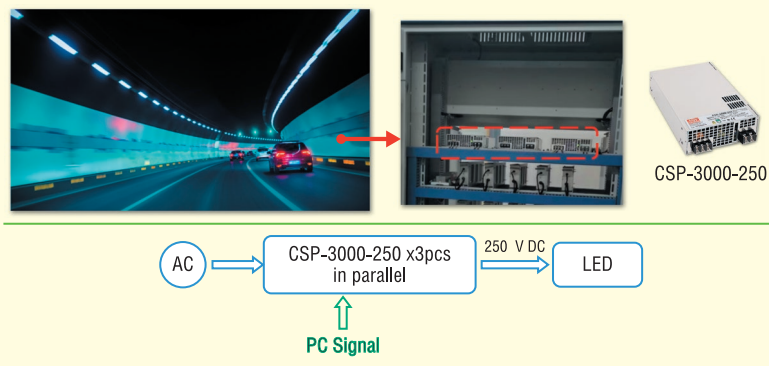 CSP-3000-250
AC
CSP-3000-250 x3pcs
in parallel
250 V DC
LED
PC Signal